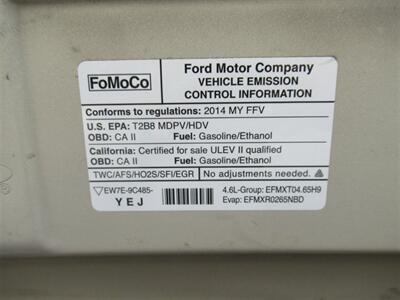 FoMoCo
Ford Motor Company
VEHICLE EMISSION
CONTROL INFORMATION
Conforms to regulations: 2014 MY FFV
U.S. EPA: T2B8 MDPV/HDV
OBD: CA II Fuel: Gasoline/Ethanol
California: Certified for sale ULEV II qualified
OBD: CA II Fuel: Gasoline/Ethanol
TWC/AFS/HO2S/SFI/EGR No adjustments needed.
EW7E-9C485- 4.6L-Group: EFMXT04.65H9
Y E J Evap: EFMXR0265NBD